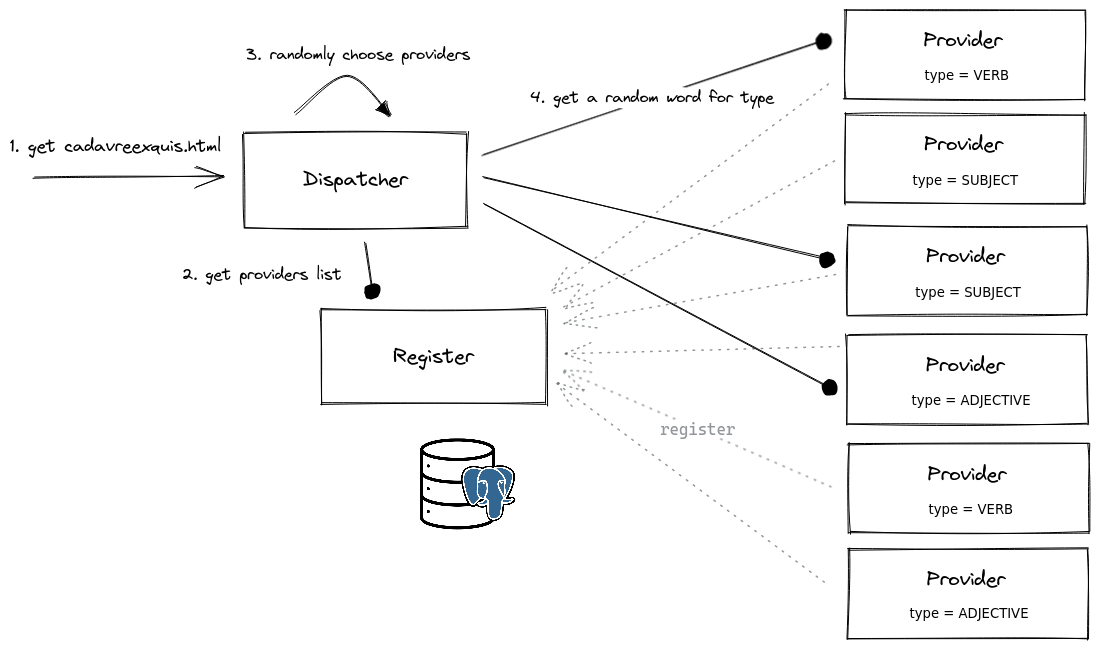 3. randomly choose providers
1. get cadavreexquis.html
Dispatcher
2. get providers list
Register
4. get a random word for type
register
Provider
type = VERB
Provider
type = SUBJECT
Provider
type = SUBJECT
Provider
type = ADJECTIVE
Provider
type = VERB
Provider
type = ADJECTIVE